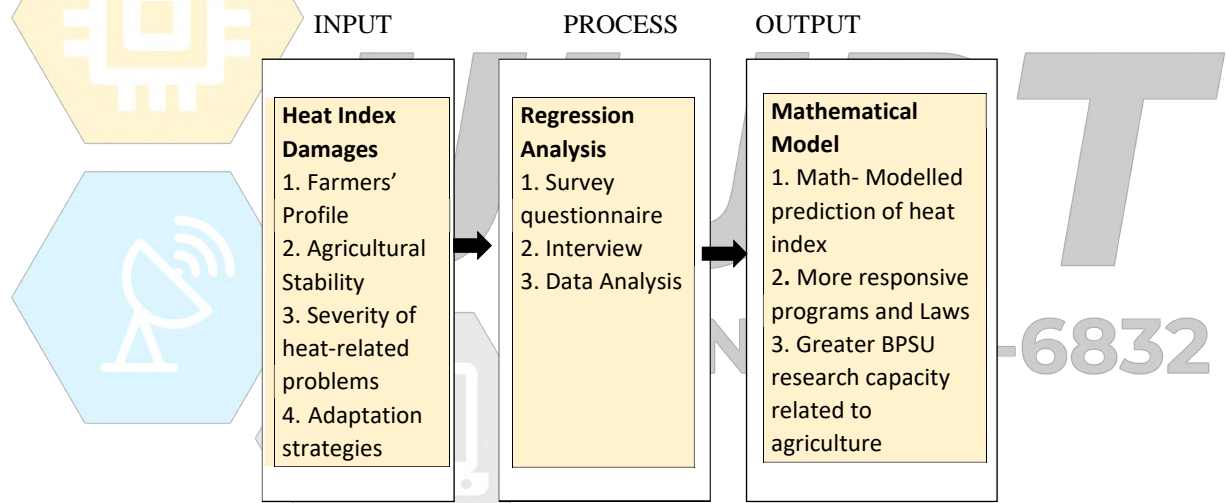 INPUT
PROCESS
OUTPUT
Heat Index
Damages
1. Farmers’
Profile
2. Agricultural
Stability
3. Severity of
heat-related
problems
4. Adaptation
strategies
Regression
Analysis
1. Survey
questionnaire
2. Interview
3. Data Analysis
Mathematical
Model
1. Math- Modelled
prediction of heat
index
2. More responsive
programs and Laws
3. Greater BPSU
research capacity
related to
agriculture
T
-6832